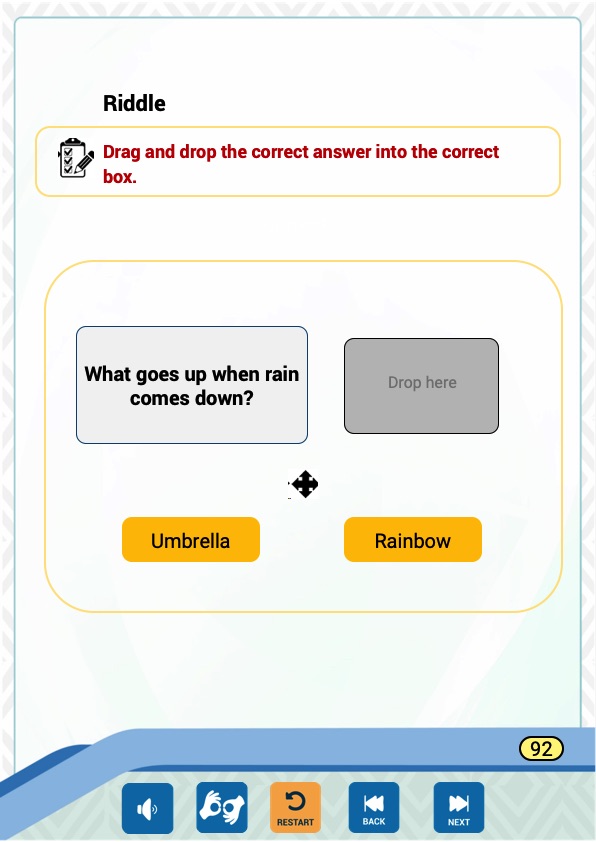 Riddle
Drag and drop the correct answer into the correct
box.
What goes up when rain
comes down?
Drop here
Umbrella
Rainbow
92
RESTART
BACK
NEXT